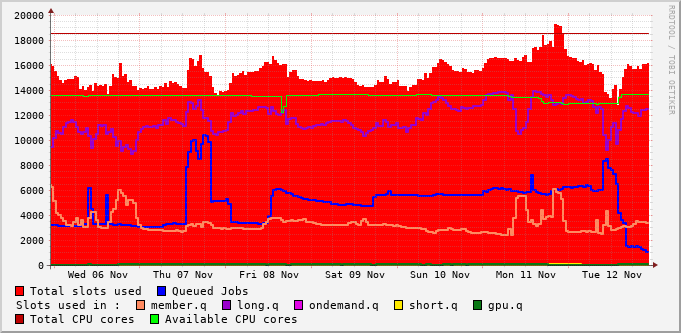 20000
18000
16000
14000
12000
10000
8000
6000
4000
2000
0
Wed 06 Nov Thu 07 Nov Fri 08 Nov Sat 09 Nov Sun 10 Nov Mon 11 Nov Tue 12 Nov
RRDTOOL / TOBI OETIKER
Total slots used Queued Jobs
Slots used in : member.q long.q ondemand.q short.q gpu.q
Total CPU cores Available CPU cores